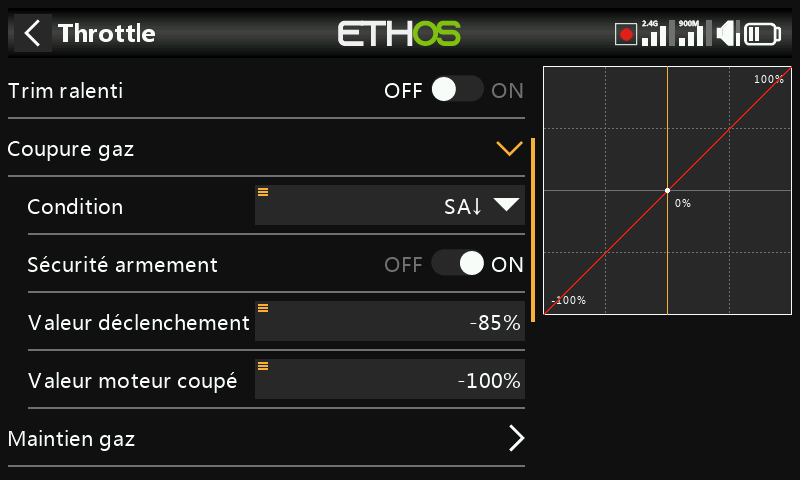 Throttle
ETHOS
2.4G
900M
Trim ralenti
OFF ON
Coupure gaz
Condition
SA↓
Sécurité armement
OFF ON
Valeur déclenchement
-85%
Valeur moteur coupé
-100%
Maintien gaz
100%
0%
-100%